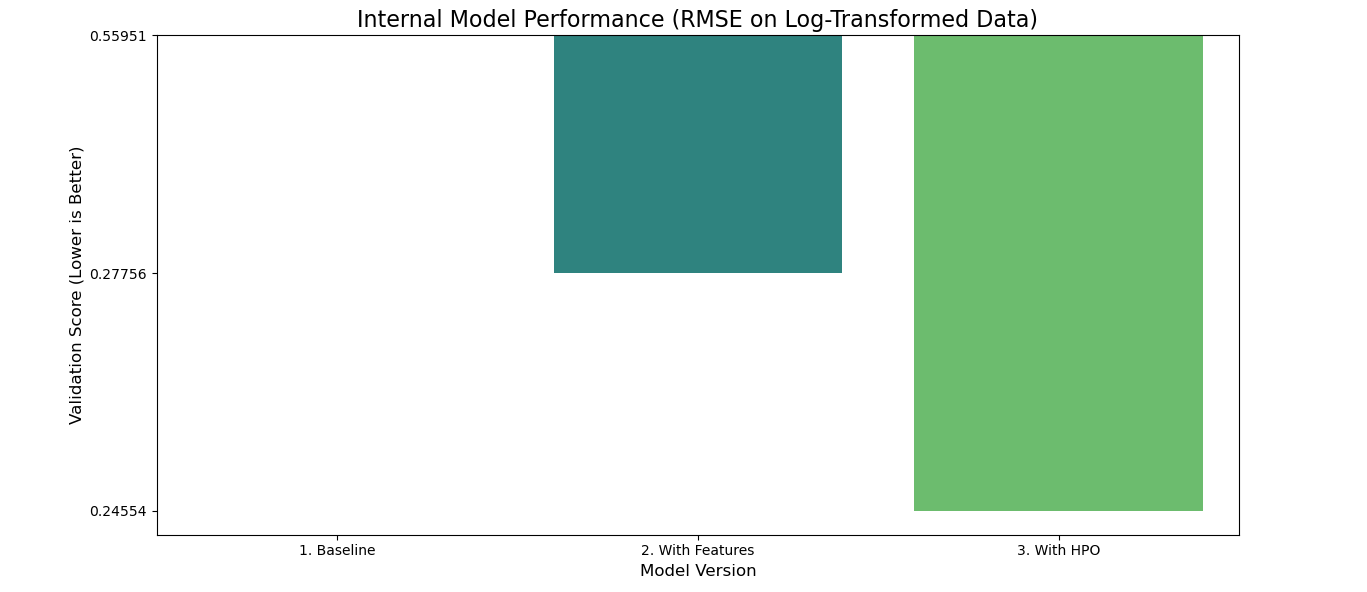 Internal Model Performance (RMSE on Log-Transformed Data)
Validation Score (Lower is Better)
0.55951
0.27756
0.24554
1. Baseline
2. With Features
3. With HPO
Model Version